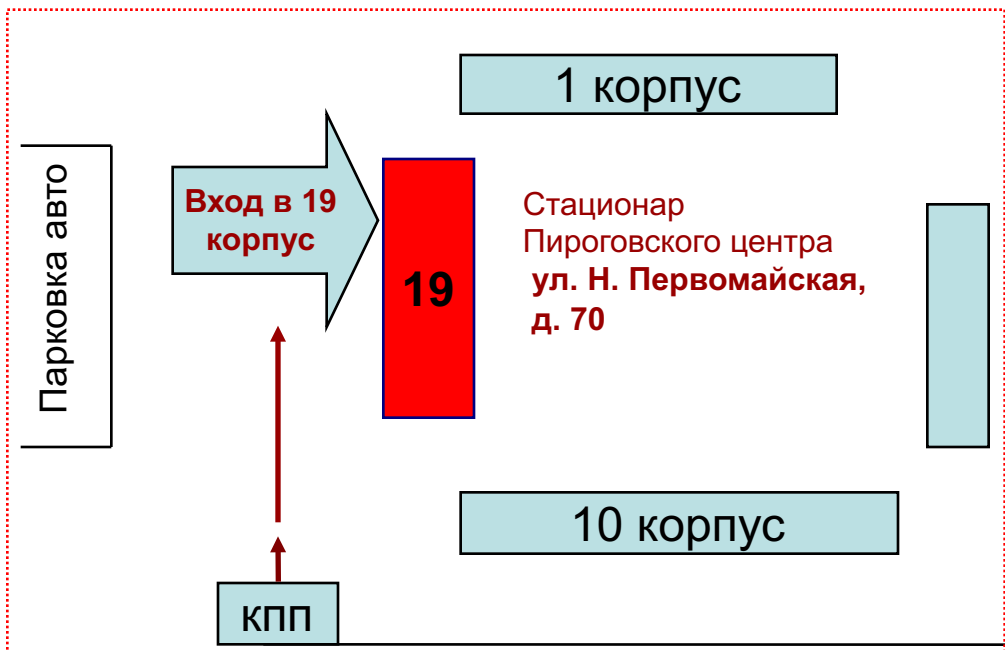 1 корпус
Парковка авто
Вход в 19
корпус
19
Стационар
Пироговского центра
ул. Н. Первомайская,
д. 70
10 корпус
КПП